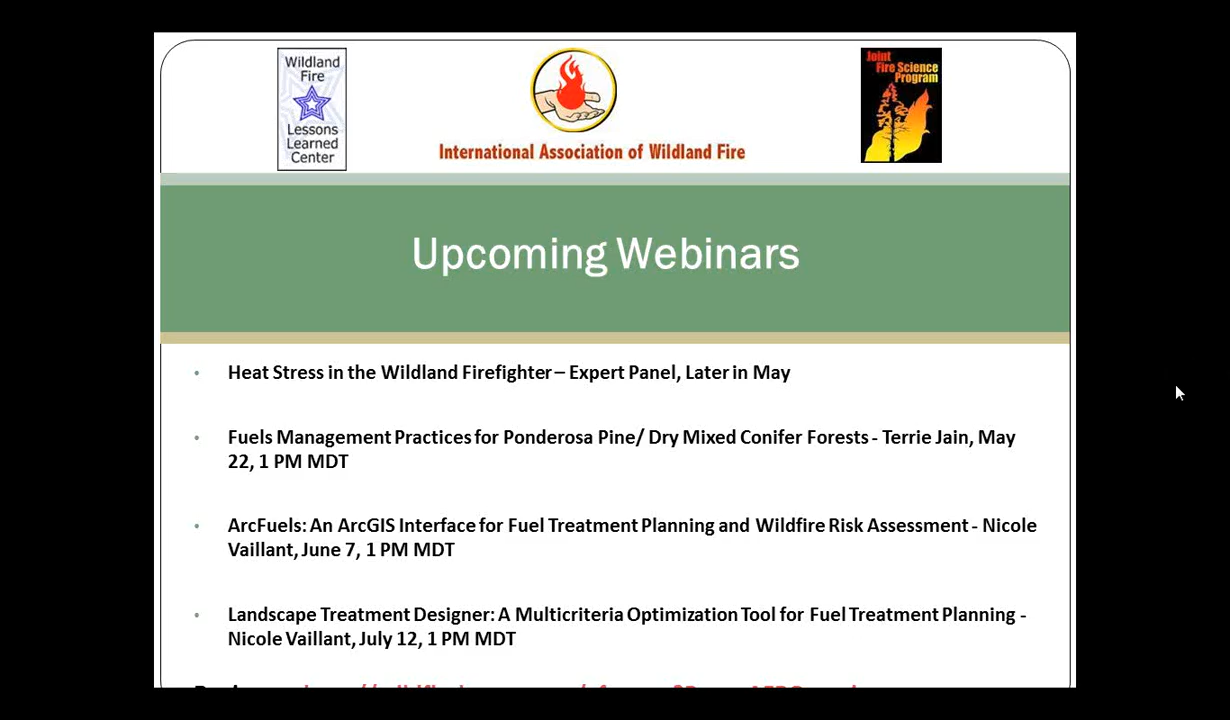 Wildland
Fire
Lessons
Learned
Center
International Association of Wildland Fire
Joint
Fire Science
Program
Upcoming Webinars
• Heat Stress in the Wildland Firefighter – Expert Panel, Later in May
• Fuels Management Practices for Ponderosa Pine/ Dry Mixed Conifer Forests - Terrie Jain, May
22, 1 PM MDT
• ArcFuels: An ArcGIS Interface for Fuel Treatment Planning and Wildfire Risk Assessment - Nicole
Vaillant, June 7, 1 PM MDT
• Landscape Treatment Designer: A Multicriteria Optimization Tool for Fuel Treatment Planning -
Nicole Vaillant, July 12, 1 PM MDT